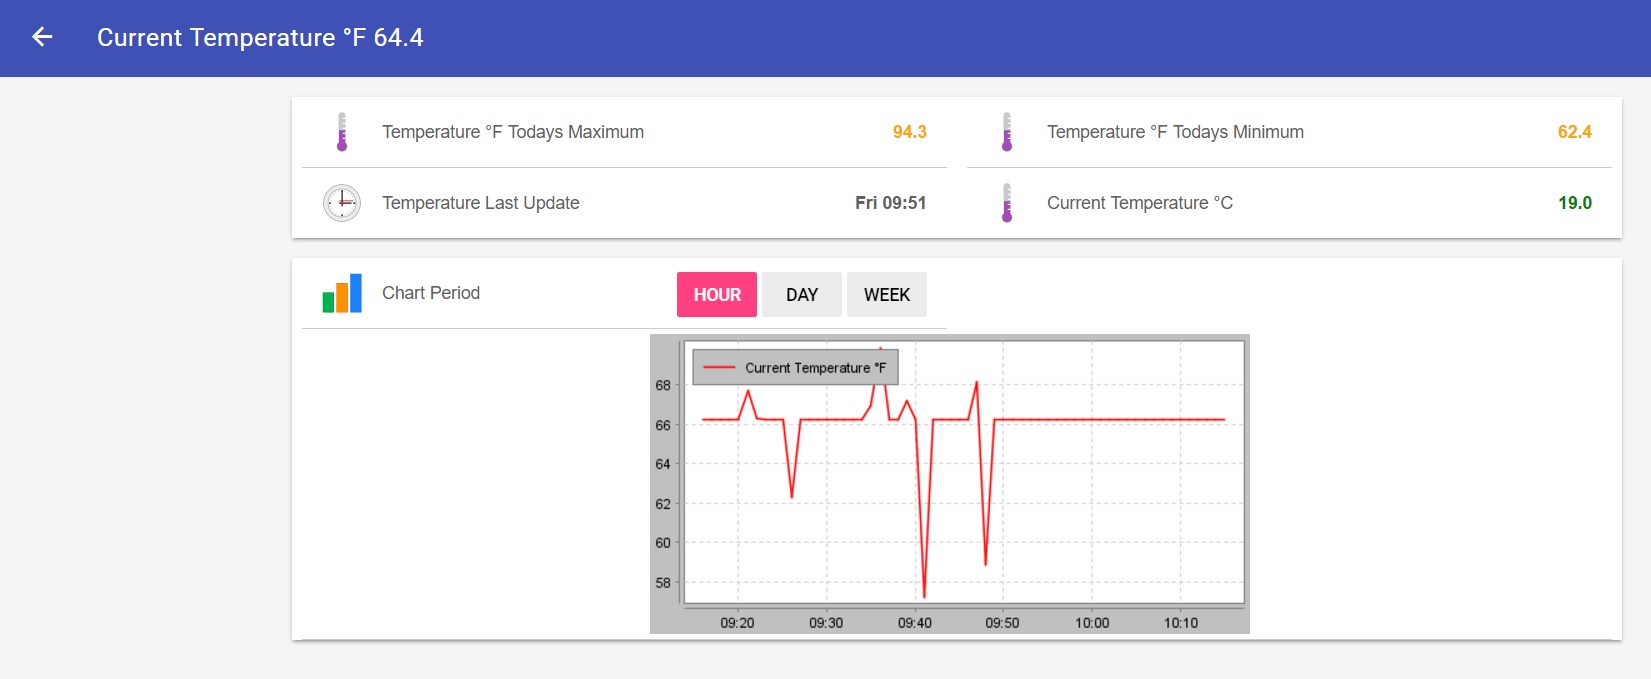 Current Temperature °F 64.4
Temperature °F Todays Maximum 94.3
Temperature °F Todays Minimum 62.4
Temperature Last Update Fri 09:51
Current Temperature °C 19.0
Chart Period HOUR DAY WEEK
Current Temperature °F
68
66
64
62
60
58
09:20 09:30 09:40 09:50 10:00 10:10